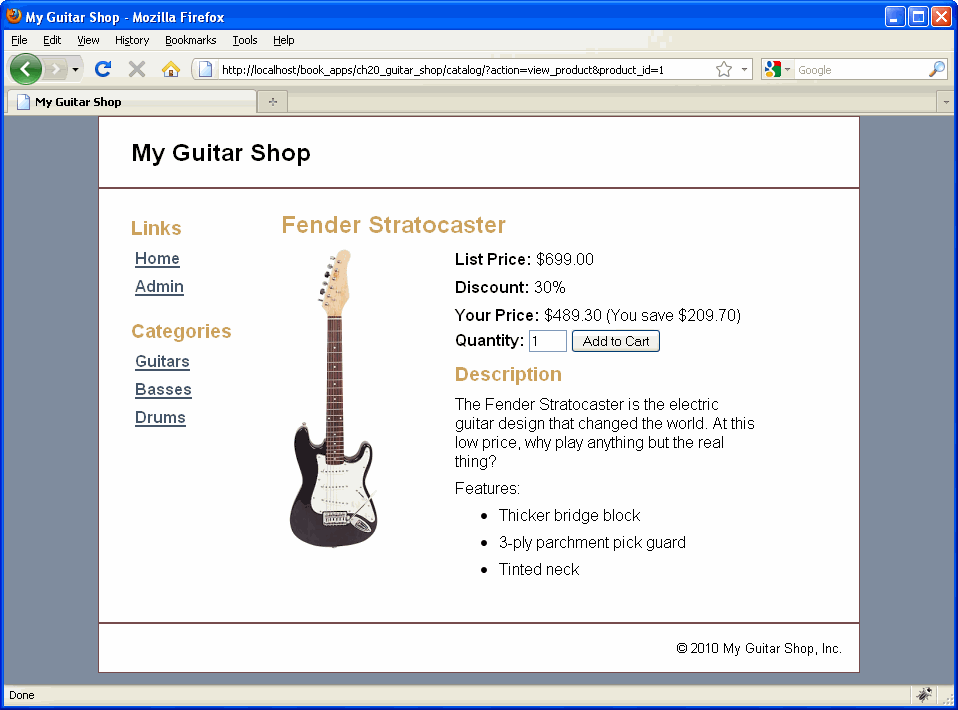 My Guitar Shop - Mozilla Firefox
File Edit View History Bookmarks Tools Help
http://localhost/book_apps/ch20_guitar_shop/catalog/?action=view_product&product_id=1
Google
My Guitar Shop
My Guitar Shop
Links
Home
Admin
Categories
Guitars
Basses
Drums
Fender Stratocaster
List Price: $699.00
Discount: 30%
Your Price: $489.30 (You save $209.70)
Quantity: 1 Add to Cart
Description
The Fender Stratocaster is the electric
guitar design that changed the world. At this
low price, why play anything but the real
thing?
Features:
• Thicker bridge block
• 3-ply parchment pick guard
• Tinted neck
© 2010 My Guitar Shop, Inc.
Done